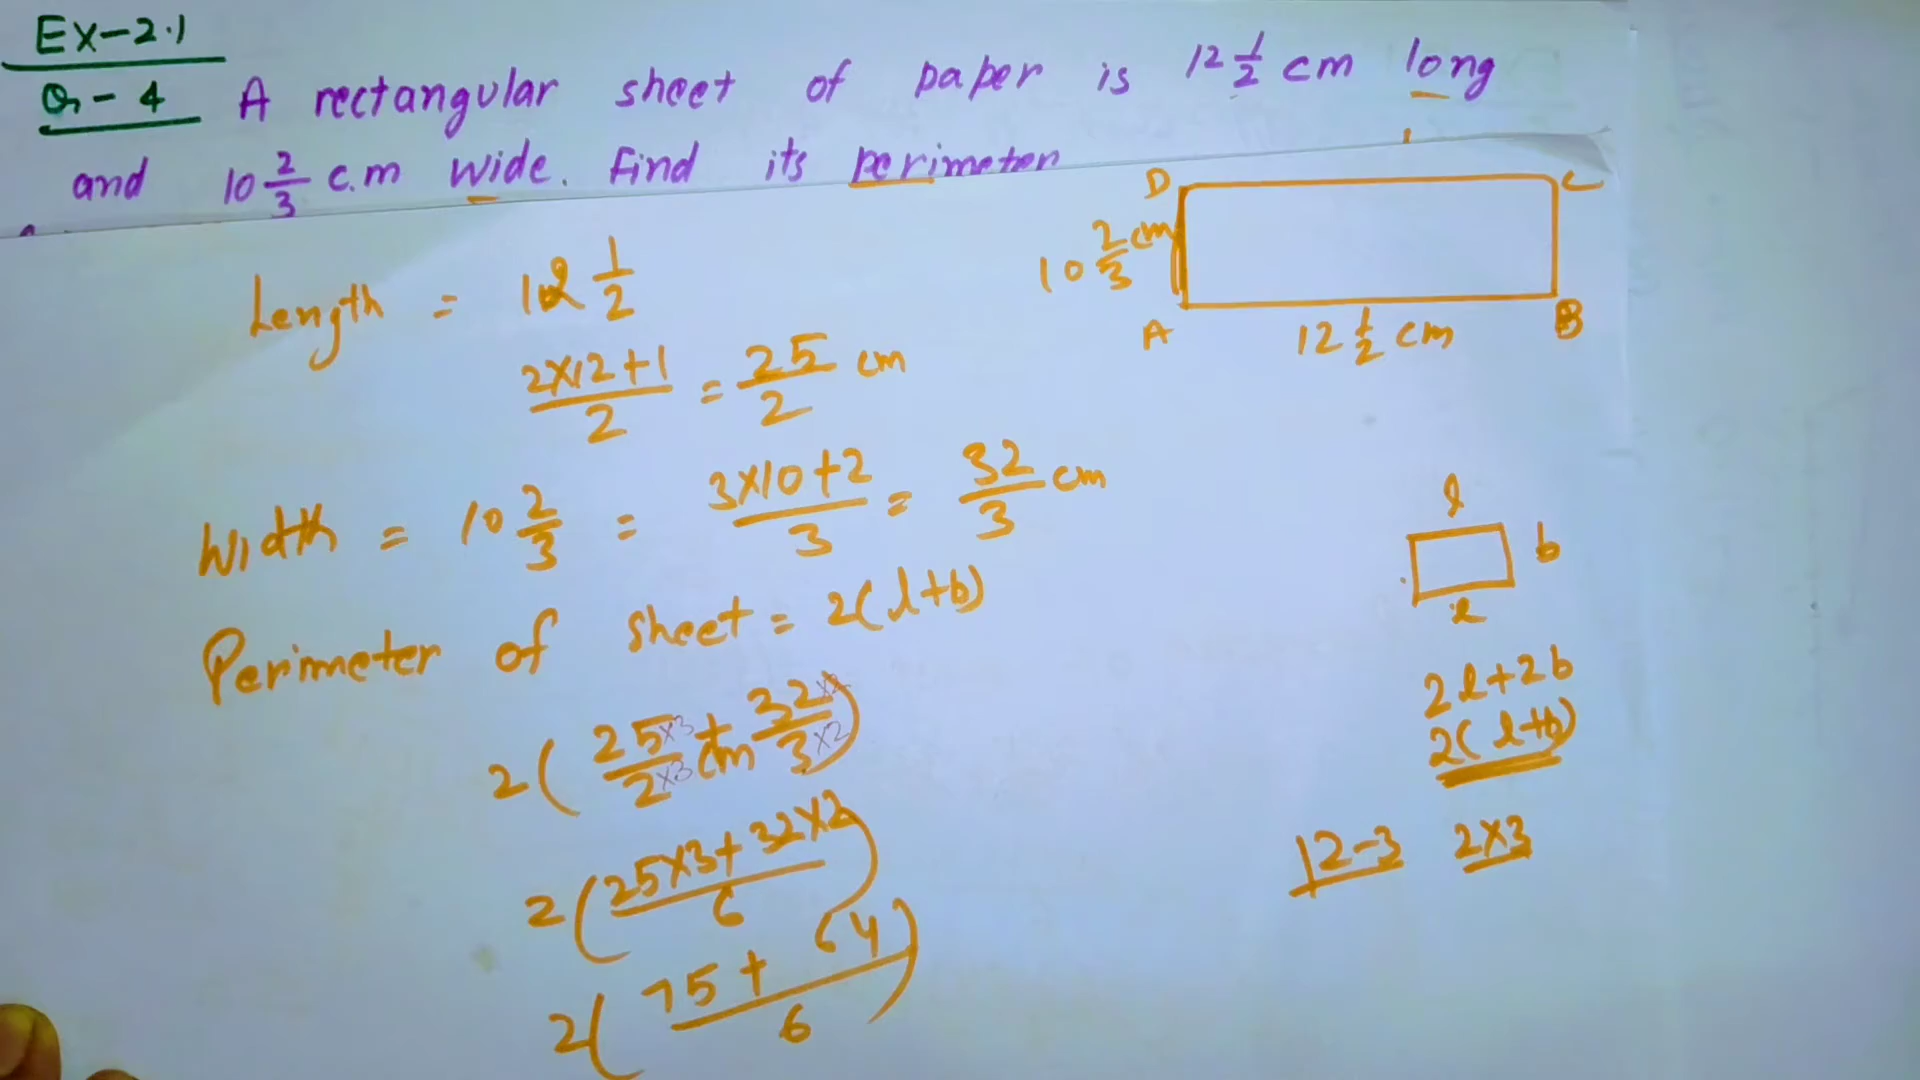 Ex-2.1
Q-4 A rectangular sheet of paper is 12 1/2 cm long
and 10 2/3 c.m wide. Find its perimeter
D C
10 2/3 cm
A B
12 1/2 cm
Length = 12 1/2
2×12+1/2 = 25/2 cm
Width = 10 2/3 = 3×10+2/3 = 32/3 cm
Perimeter of sheet = 2(l+b)
2(25×3/2×3 + cm 32×2/3×2)
2(25×3+32×2/6)
2(75+64/6)
l
b
l
2l+2b
2(l+b)
12-3 2×3